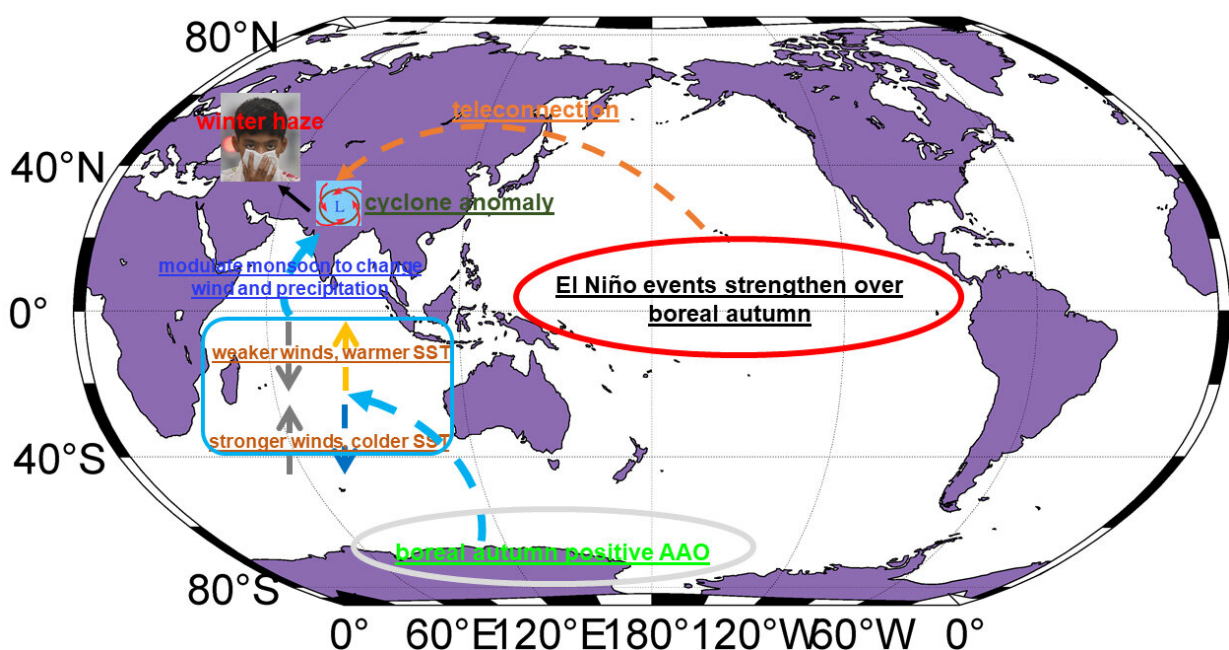 80°N
teleconnection
winter haze
40°N
L
cyclone anomaly
modulate monsoon to change
wind and precipitation
El Niño events strengthen over
boreal autumn
0°
weaker winds, warmer SST
stronger winds, colder SST
40°S
boreal autumn positive AAO
80°S
0° 60°E 120°E 180° 120°W 60°W 0°